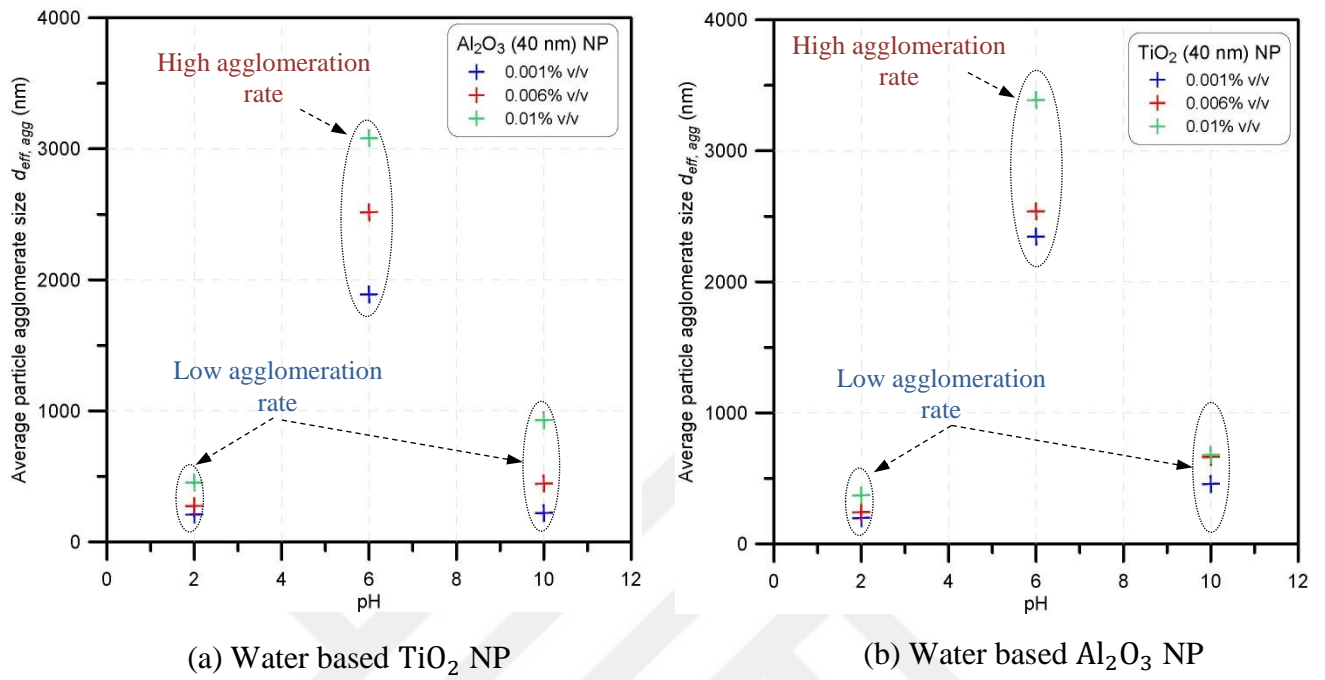 4000
3000
2000
1000
0
Average particle agglomerate size d_eff, agg (nm)
Al₂O₃ (40 nm) NP
0.001% v/v
0.006% v/v
0.01% v/v
High agglomeration
rate
Low agglomeration
rate
0 2 4 6 8 10 12
pH
(a) Water based TiO₂ NP
4000
3000
2000
1000
0
Average particle agglomerate size d_eff, agg (nm)
TiO₂ (40 nm) NP
0.001% v/v
0.006% v/v
0.01% v/v
High agglomeration
rate
Low agglomeration
rate
0 2 4 6 8 10 12
pH
(b) Water based Al₂O₃ NP